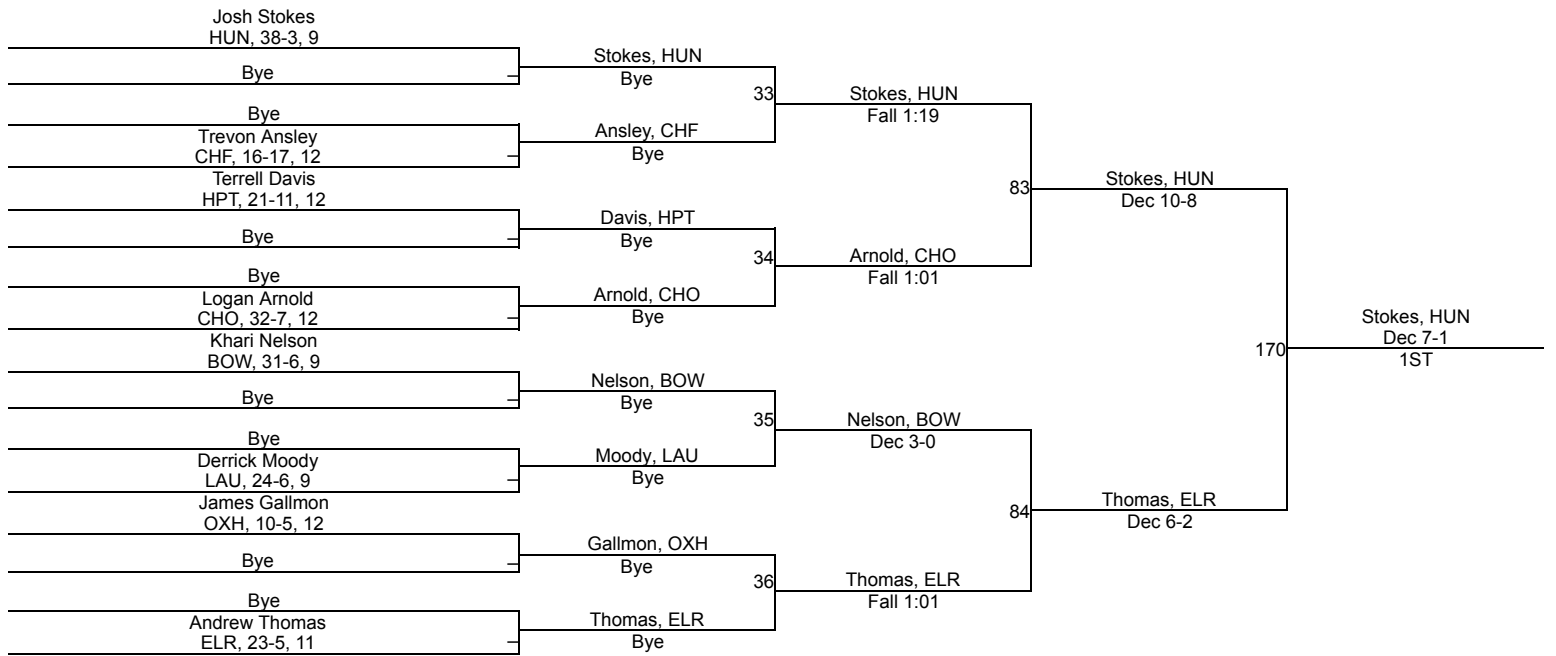 Josh Stokes
HUN, 38-3, 9
Bye
Bye
Trevon Ansley
CHF, 16-17, 12
Terrell Davis
HPT, 21-11, 12
Bye
Bye
Logan Arnold
CHO, 32-7, 12
Khari Nelson
BOW, 31-6, 9
Bye
Bye
Derrick Moody
LAU, 24-6, 9
James Gallmon
OXH, 10-5, 12
Bye
Bye
Andrew Thomas
ELR, 23-5, 11
Stokes, HUN
Bye
33
Ansley, CHF
Bye
Davis, HPT
Bye
34
Arnold, CHO
Bye
Nelson, BOW
Bye
35
Moody, LAU
Bye
Gallmon, OXH
Bye
36
Thomas, ELR
Bye
Stokes, HUN
Fall 1:19
83
Arnold, CHO
Fall 1:01
Nelson, BOW
Dec 3-0
84
Thomas, ELR
Fall 1:01
Stokes, HUN
Dec 10-8
170
Thomas, ELR
Dec 6-2
Stokes, HUN
Dec 7-1
1ST